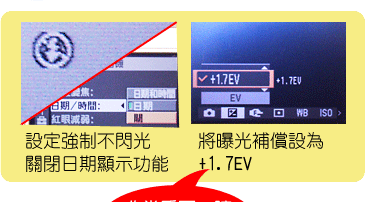 日期和時間
日期/時間:
日期
紅眼減弱:
關
+1.7EV
+1.7EV
EV
WB
ISO
設定強制不閃光
關閉日期顯示功能
將曝光補償設為
+1.7EV